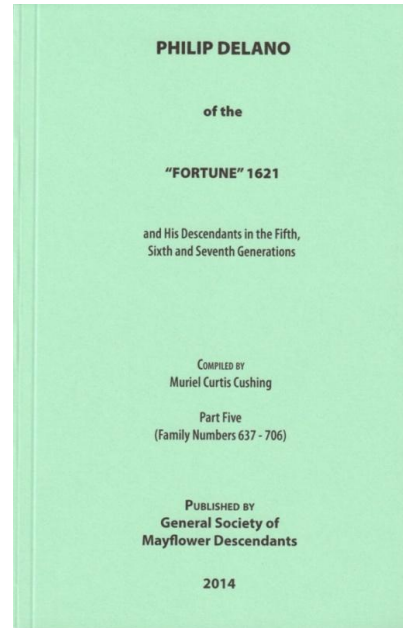 PHILIP DELANO
of the
“FORTUNE” 1621
and His Descendants in the Fifth,
Sixth and Seventh Generations
COMPILED BY
Muriel Curtis Cushing
Part Five
(Family Numbers 637 - 706)
PUBLISHED BY
General Society of
Mayflower Descendants
2014